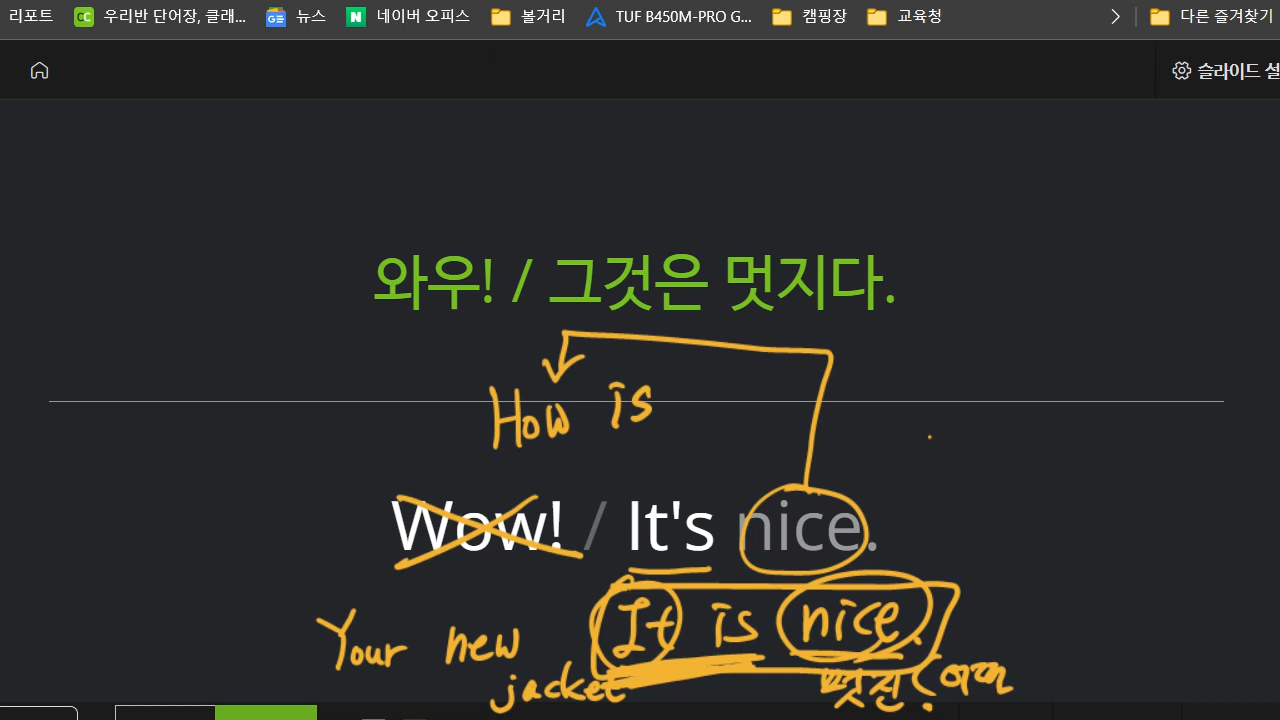 리포트 우리반 단어장, 클래... 뉴스 네이버 오피스 볼거리 TUF B450M-PRO G... 캠핑장 교육청 다른 즐겨찾기
슬라이드 설
와우! / 그것은 멋지다.
How is
Wow! / It's nice.
It is nice
Your new
jacket 멋진